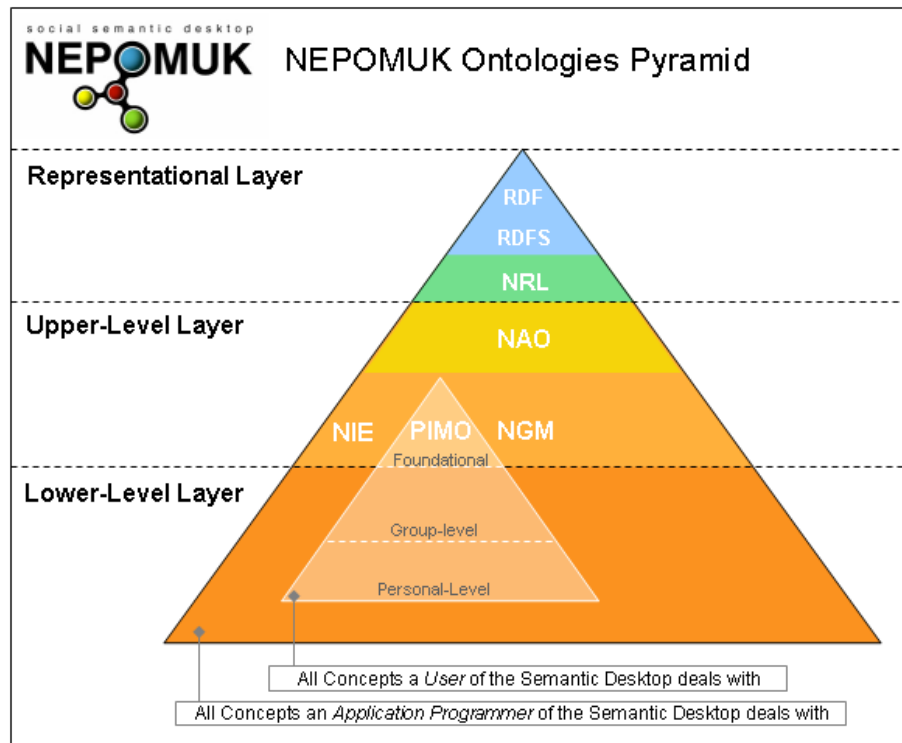 social semantic desktop
NEPOMUK
NEPOMUK Ontologies Pyramid
Representational Layer
RDF
RDFS
NRL
Upper-Level Layer
NAO
NIE PIMO NGM
Foundational
Lower-Level Layer
Group-level
Personal-Level
All Concepts a User of the Semantic Desktop deals with
All Concepts an Application Programmer of the Semantic Desktop deals with